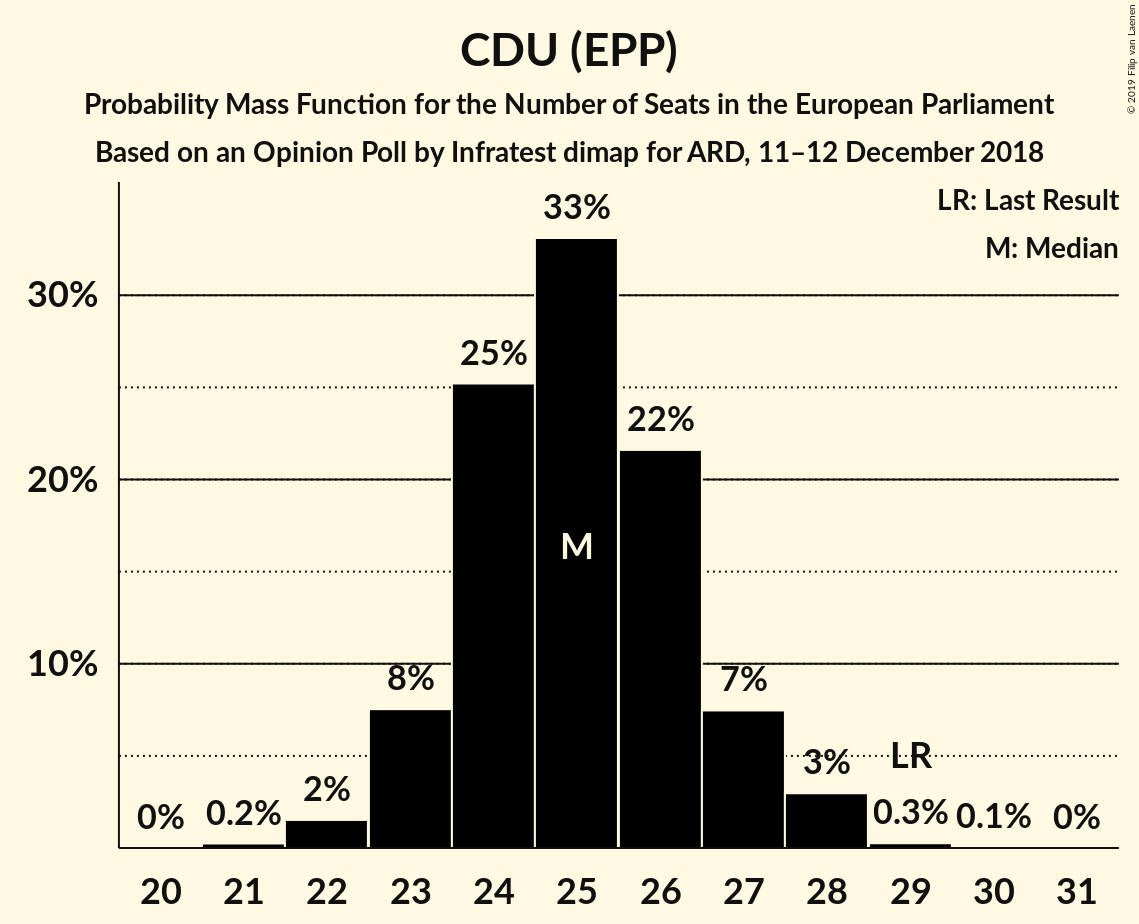 CDU (EPP)
Probability Mass Function for the Number of Seats in the European Parliament
Based on an Opinion Poll by Infratest dimap for ARD, 11–12 December 2018
© 2019 Filip van Laenen
LR: Last Result
M: Median
30%
20%
10%
0%
0.2%
2%
8%
25%
33%
M
22%
7%
3%
LR
0.3%
0.1%
0%
20 21 22 23 24 25 26 27 28 29 30 31